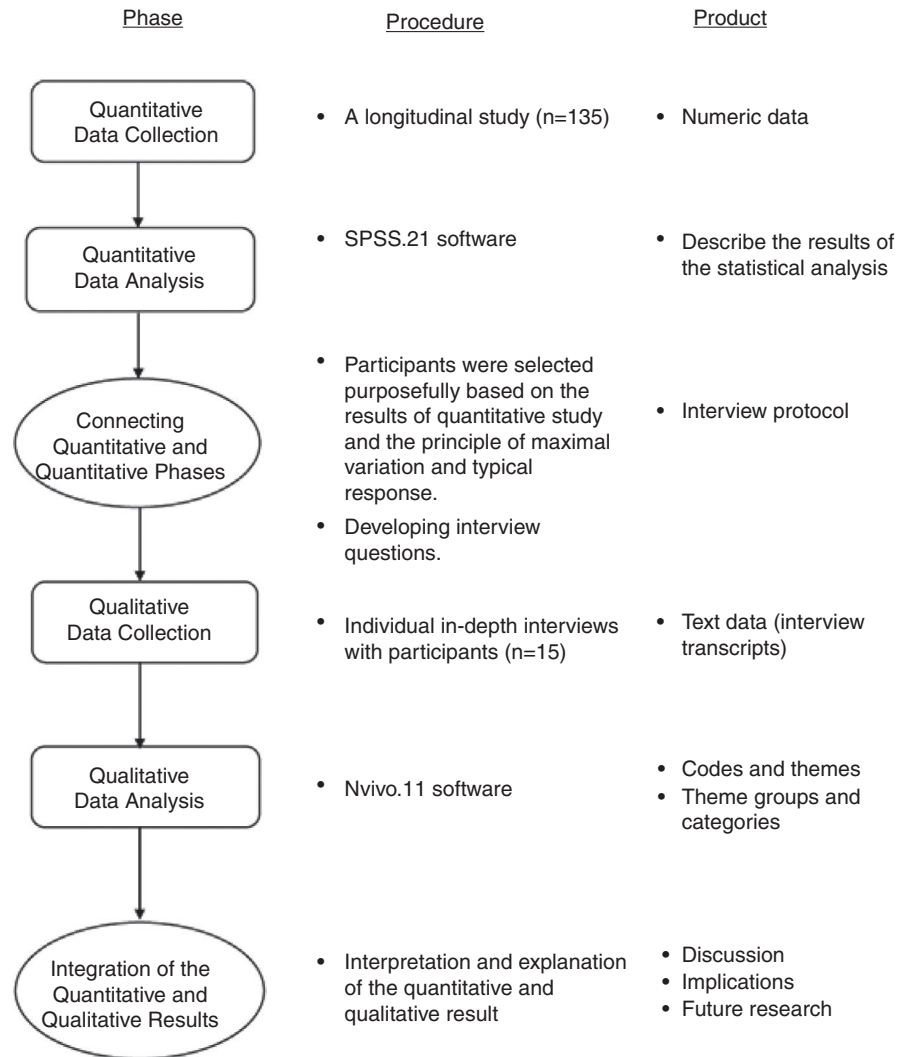 Phase
Procedure
Product
Quantitative
Data Collection
• A longitudinal study (n=135)
• Numeric data
Quantitative
Data Analysis
• SPSS.21 software
• Describe the results of
the statistical analysis
Connecting
Quantitative and
Quantitative Phases
• Participants were selected
purposefully based on the
results of quantitative study
and the principle of maximal
variation and typical
response.
• Developing interview
questions.
• Interview protocol
Qualitative
Data Collection
• Individual in-depth interviews
with participants (n=15)
• Text data (interview
transcripts)
Qualitative
Data Analysis
• Nvivo.11 software
• Codes and themes
• Theme groups and
categories
Integration of the
Quantitative and
Qualitative Results
• Interpretation and explanation
of the quantitative and
qualitative result
• Discussion
• Implications
• Future research